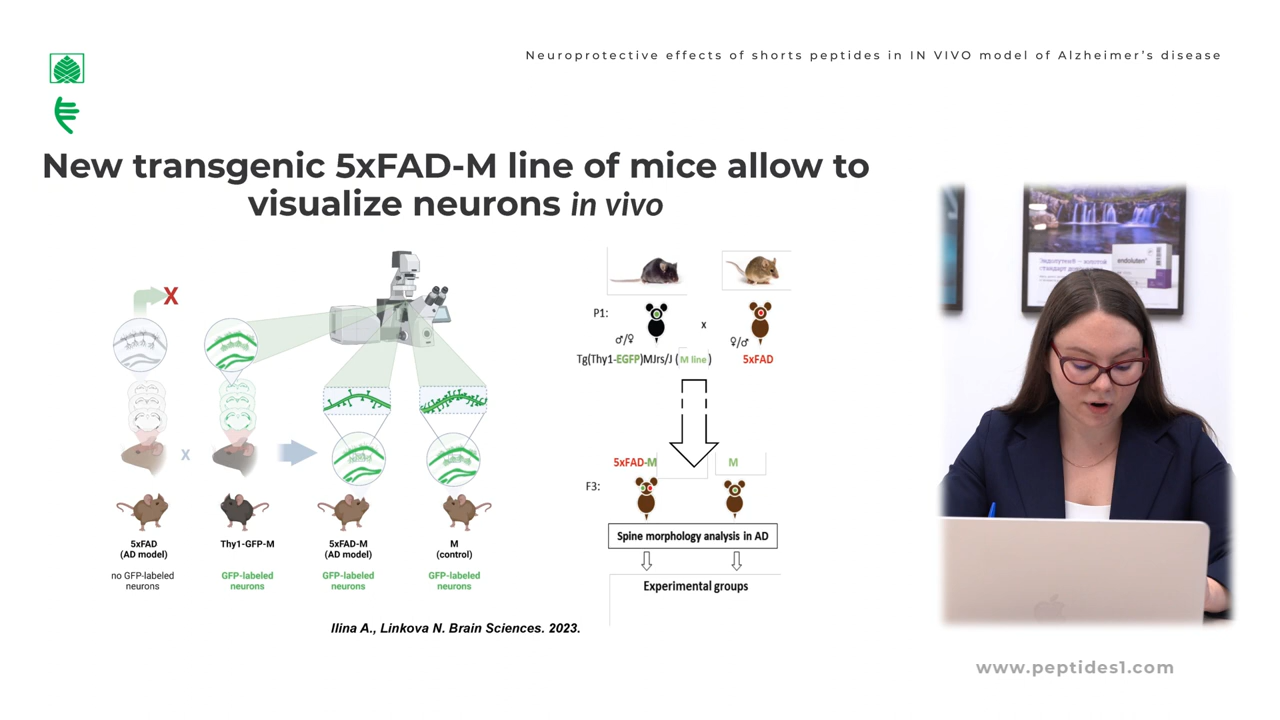 Neuroprotective effects of shorts peptides in IN VIVO model of Alzheimer's disease
New transgenic 5xFAD-M line of mice allow to
visualize neurons in vivo
X
X
5xFAD
(AD model)
Thy1-GFP-M
5xFAD-M
(AD model)
M
(control)
no GFP-labeled
neurons
GFP-labeled
neurons
GFP-labeled
neurons
GFP-labeled
neurons
P1:
x
♂/♀
♀/♂
Tg(Thy1-EGFP)MJrs/J (M line)
5xFAD
5xFAD-M
M
F3:
Spine morphology analysis in AD
Experimental groups
Ilina A., Linkova N. Brain Sciences. 2023.
Эндолутен® – золотой
endoluten
www.peptides1.com